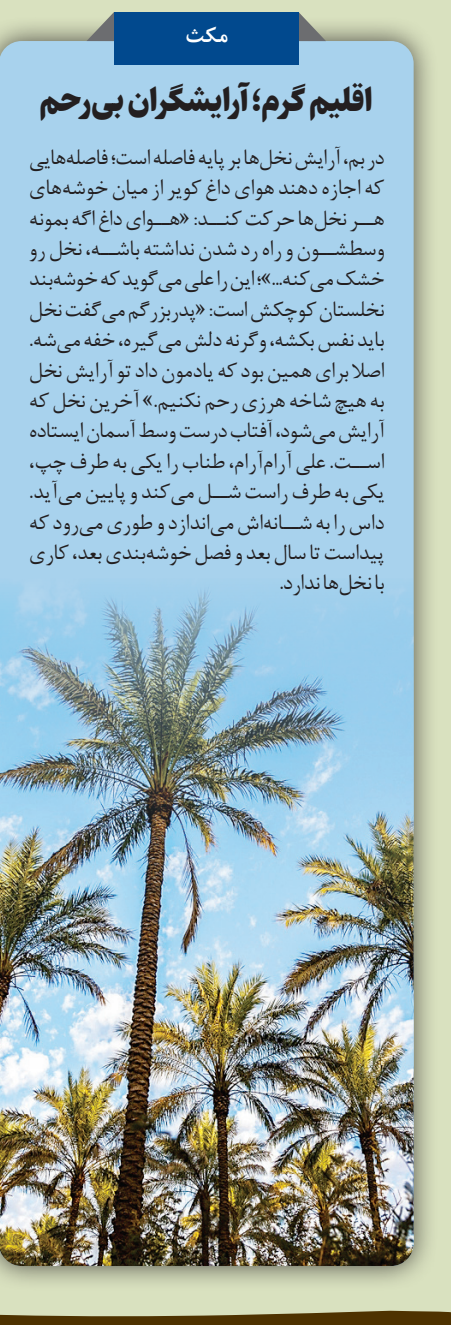 مکث
اقلیم گرم؛ آرایشگران بی‌رحم
در بم، آرایش نخل‌ها بر پایه فاصله است؛ فاصله‌هایی
که اجازه دهند هوای داغ کویر از میان خوشه‌های
هر نخل‌ها حرکت کند: «هوای داغ اگه بمونه
وسطشون و راه رد شدن نداشته باشه، نخل رو
خشک می‌کنه...»؛ این را علی می‌گوید که خوشه‌بند
نخلستان کوچکش است: «پدربزرگم می‌گفت نخل
باید نفس بکشه، وگرنه دلش می‌گیره، خفه می‌شه.
اصلا برای همین بود که یادمون داد تو آرایش نخل
به هیچ شاخه هرزی رحم نکنیم.» آخرین نخل که
آرایش می‌شود، آفتاب درست وسط آسمان ایستاده
است. علی آرام‌آرام، طناب را یکی به طرف چپ،
یکی به طرف راست شل می‌کند و پایین می‌آید.
داس را به شانه‌اش می‌اندازد و طوری می‌رود که
پیداست تا سال بعد و فصل خوشه‌بندی بعد، کاری
با نخل‌ها ندارد.